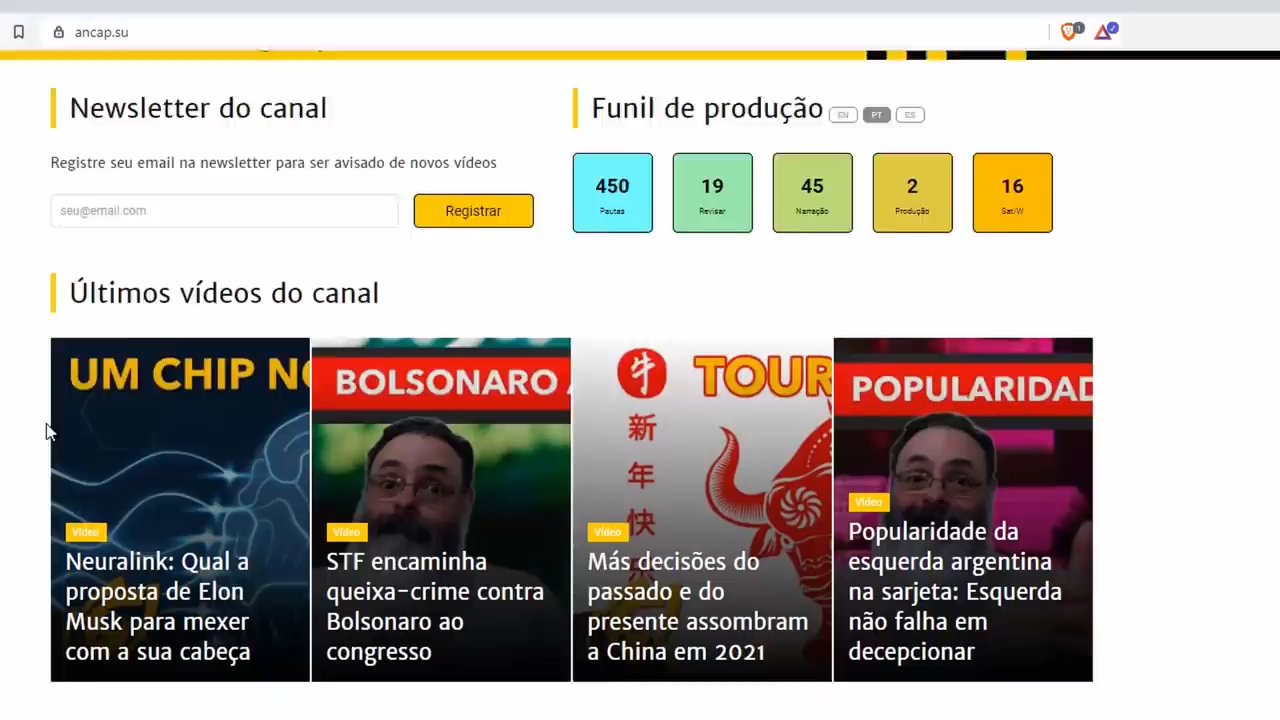 ancap.su
Newsletter do canal
Registre seu email na newsletter para ser avisado de novos vídeos
seu@email.com
Registrar
Funil de produção
EN
PT
ES
450
Pautas
19
Revisar
45
Narração
2
Produção
16
Sat/W
Últimos vídeos do canal
UM CHIP NO
Vídeo
Neuralink: Qual a
proposta de Elon
Musk para mexer
com a sua cabeça
BOLSONARO
Vídeo
STF encaminha
queixa-crime contra
Bolsonaro ao
congresso
牛
TOUR
新
年
快
Vídeo
Más decisões do
passado e do
presente assombram
a China em 2021
POPULARIDAD
Vídeo
Popularidade da
esquerda argentina
na sarjeta: Esquerda
não falha em
decepcionar